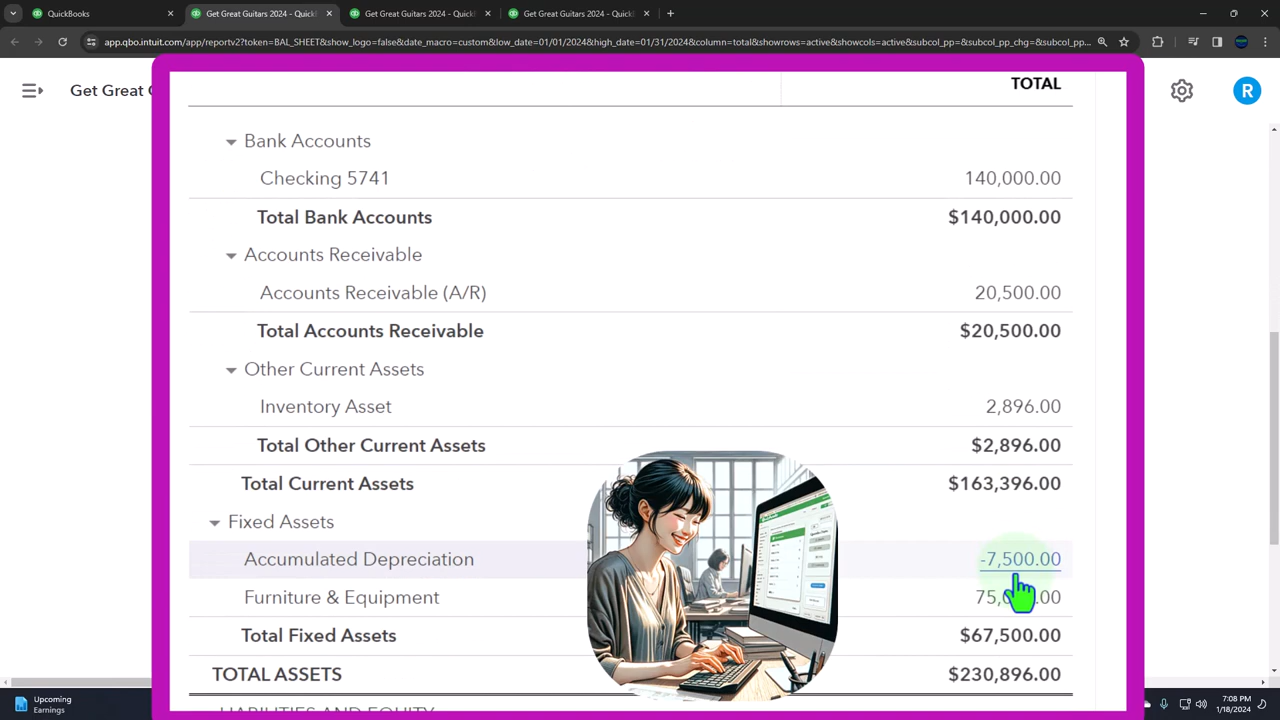 QuickBooks
Get Great Guitars 2024 - QuickB
Get Great Guitars 2024 - QuickB
Get Great Guitars 2024 - QuickB
app.qbo.intuit.com/app/reportv2?token=BAL_SHEET&show_logo=false&date_macro=custom&low_date=01/01/2024&high_date=01/31/2024&column=total&showrows=active&showcols=active&subcol_pp=&subcol_pp_chg=&subcol_pp...
Get Great
R
TOTAL
Bank Accounts
Checking 5741 140,000.00
Total Bank Accounts $140,000.00
Accounts Receivable
Accounts Receivable (A/R) 20,500.00
Total Accounts Receivable $20,500.00
Other Current Assets
Inventory Asset 2,896.00
Total Other Current Assets $2,896.00
Total Current Assets $163,396.00
Fixed Assets
Accumulated Depreciation -7,500.00
Furniture & Equipment
Total Fixed Assets $67,500.00
TOTAL ASSETS $230,896.00
LIABILITIES AND EQUITY
Upcoming
Earnings
7:08 PM
1/18/2024